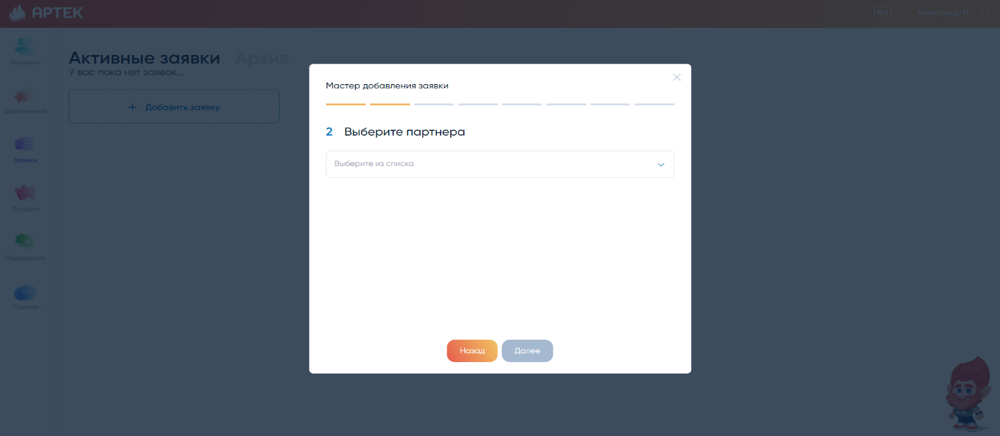 АРТЕК
RU
Александр И.
Профиль
Достижения
Заявки
Путёвки
Поддержка
Ссылки
Активные заявки Архив
У вас пока нет заявок...
+ Добавить заявку
Мастер добавления заявки
2 Выберите партнера
Выберите из списка
Назад Далее